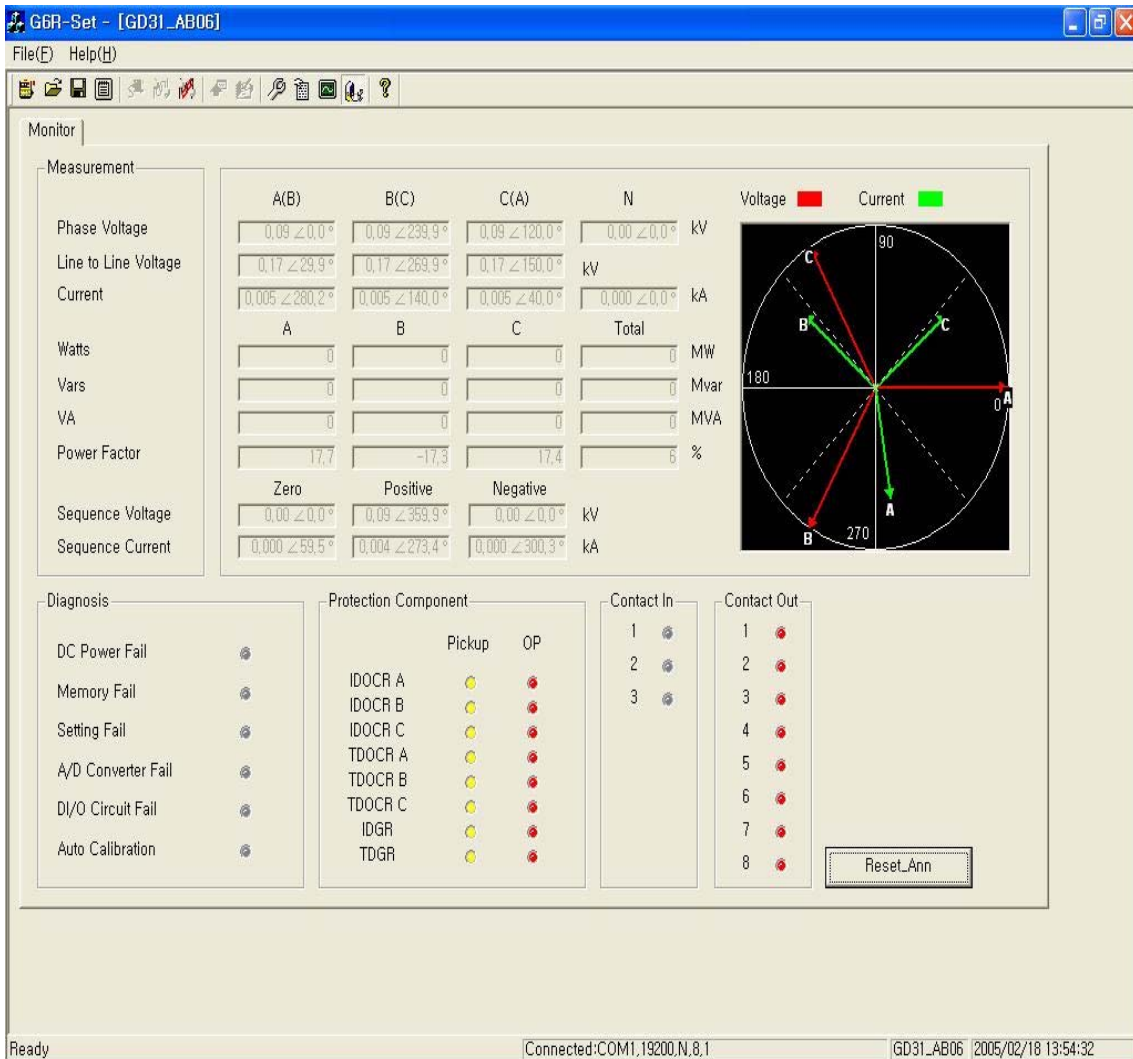 G6R-Set - [GD31_AB06]
File(F) Help(H)
Monitor
Measurement
A(B) B(C) C(A) N
Phase Voltage 0,09 ∠0,0° 0,09 ∠239,9° 0,09 ∠120,0° 0,00 ∠0,0° kV
Line to Line Voltage 0,17 ∠29,9° 0,17 ∠269,9° 0,17 ∠150,0° kV
Current 0,005 ∠280,2° 0,005 ∠140,0° 0,005 ∠40,0° 0,000 ∠0,0° kA
A B C Total
Watts 0 0 0 0 MW
Vars 0 0 0 0 Mvar
VA 0 0 0 0 MVA
Power Factor 17,7 -17,3 17,4 6 %
Zero Positive Negative
Sequence Voltage 0,00 ∠0,0° 0,09 ∠359,9° 0,00 ∠0,0° kV
Sequence Current 0,000 ∠59,5° 0,004 ∠273,4° 0,000 ∠300,3° kA
Voltage Current
90
C
B C
180
0 A
A
B 270
Diagnosis
DC Power Fail
Memory Fail
Setting Fail
A/D Converter Fail
DI/O Circuit Fail
Auto Calibration
Protection Component
Pickup OP
IDOCR A
IDOCR B
IDOCR C
TDOCR A
TDOCR B
TDOCR C
IDGR
TDGR
Contact In
1
2
3
Contact Out
1
2
3
4
5
6
7
8
Reset_Ann
Ready Connected:COM1,19200,N,8,1 GD31_AB06 2005/02/18 13:54:32